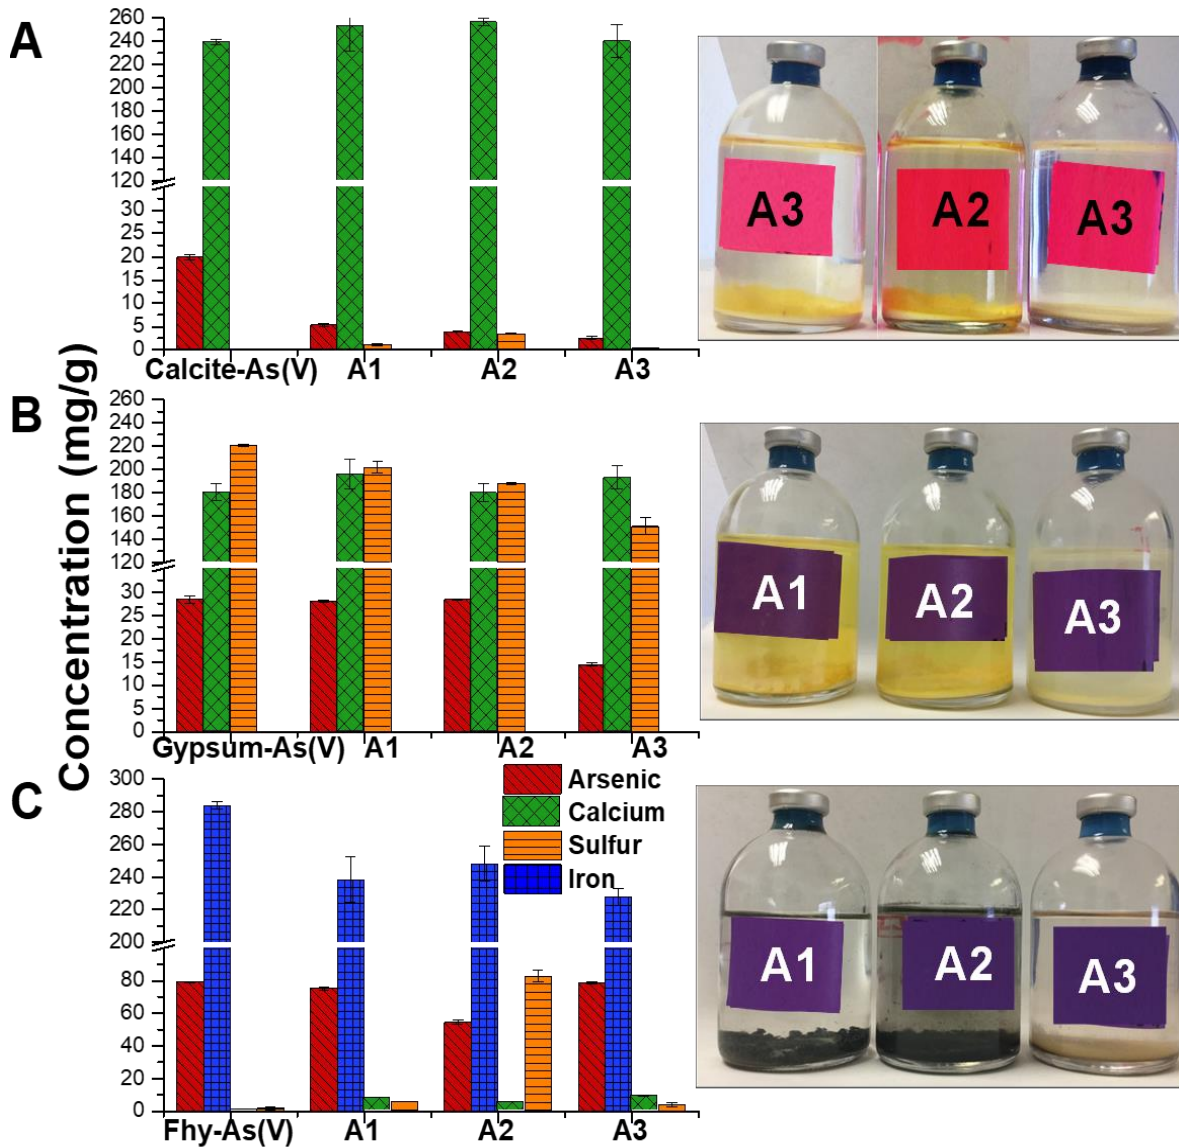 A
260
240
220
200
180
160
140
120
30
25
20
15
10
5
0
Calcite-As(V) A1 A2 A3
A3 A2 A3
B
260
240
220
200
180
160
140
120
30
25
20
15
10
5
0
Gypsum-As(V) A1 A2 A3
A1 A2 A3
Concentration (mg/g)
C
300
280
260
240
220
200
80
60
40
20
0
Arsenic
Calcium
Sulfur
Iron
Fhy-As(V) A1 A2 A3
A1 A2 A3